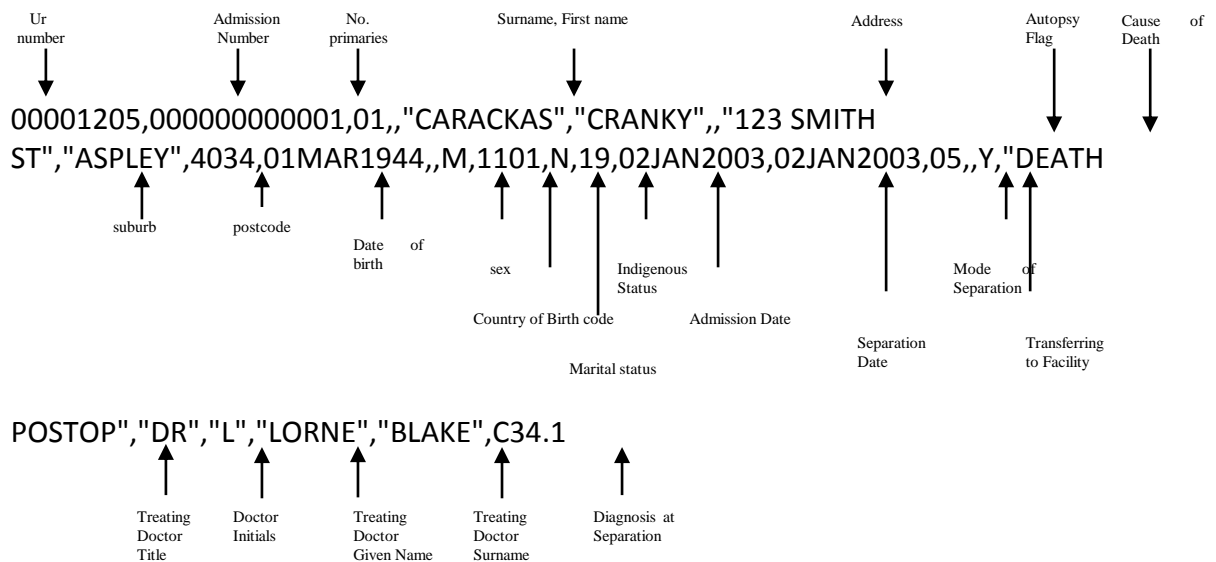 Ur number
Admission Number
No. primaries
Surname, First name
Address
Autopsy Flag
Cause of Death
00001205,000000000001,01,,"CARACKAS","CRANKY",,"123 SMITH
ST","ASPLEY",4034,01MAR1944,,M,1101,N,19,02JAN2003,02JAN2003,05,,Y,"DEATH
suburb
postcode
Date of birth
sex
Indigenous Status
Mode of Separation
Country of Birth code
Admission Date
Separation Date
Transferring to Facility
Marital status
POSTOP","DR","L","LORNE","BLAKE",C34.1
Treating Doctor Title
Doctor Initials
Treating Doctor Given Name
Treating Doctor Surname
Diagnosis at Separation